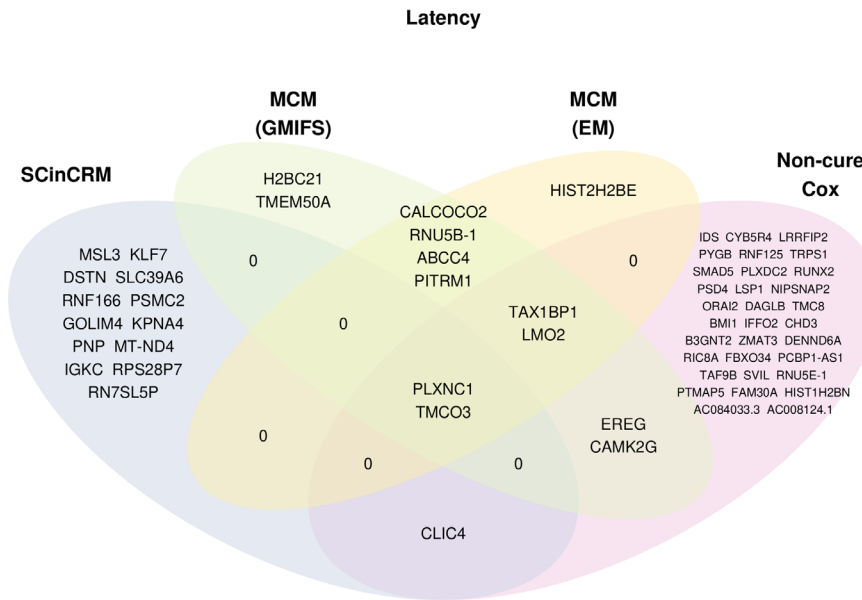 Latency
MCM
(GMIFS)
MCM
(EM)
SCinCRM
Non-cure
Cox
H2BC21
TMEM50A
HIST2H2BE
CALCOCO2
RNU5B-1
ABCC4
PITRM1
MSL3 KLF7
DSTN SLC39A6
RNF166 PSMC2
GOLIM4 KPNA4
PNP MT-ND4
IGKC RPS28P7
RN7SL5P
0
0
0
TAX1BP1
LMO2
IDS CYB5R4 LRRFIP2
PYGB RNF125 TRPS1
SMAD5 PLXDC2 RUNX2
PSD4 LSP1 NIPSNAP2
ORAI2 DAGLB TMC8
BMI1 IFFO2 CHD3
B3GNT2 ZMAT3 DENND6A
RIC8A FBXO34 PCBP1-AS1
TAF9B SVIL RNU5E-1
PTMAP5 FAM30A HIST1H2BN
AC084033.3 AC008124.1
PLXNC1
TMCO3
EREG
CAMK2G
0
0
0
CLIC4